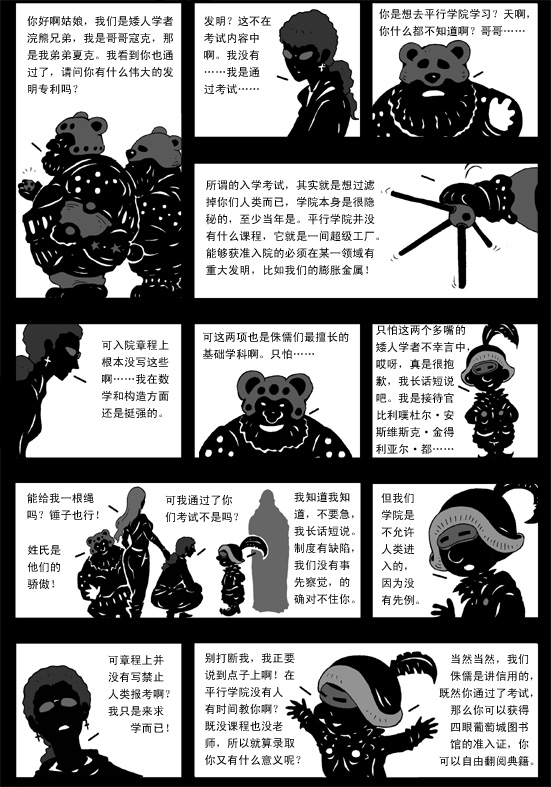 你好啊姑娘，我们是矮人学者
浣熊兄弟，我是哥哥寇克，那
是我弟弟夏克。我看到你也通
过了，请问你有什么伟大的发
明专利吗？
发明？这不在
考试内容中
啊。我没有
……我是通
过考试……
你是想去平行学院学习？天啊，
你什么都不知道啊？哥哥……
所谓的入学考试，其实就是想过滤
掉你们人类而已，学院本身是很隐
秘的，至少当年是。平行学院并没
有什么课程，它就是一间超级工厂。
能够获准入院的必须在某一领域有
重大发明，比如我们的膨胀金属！
可入院章程上
根本没写这些
啊……我在数
学和构造方面
还是挺强的。
可这两项也是侏儒们最擅长的
基础学科啊。只怕……
只怕这两个多嘴的
矮人学者不幸言中，
哎呀，真是很抱
歉，我长话短说
吧。我是接待官
比利噗杜尔·安
斯维斯克·金得
利亚尔·都……
能给我一根绳
吗？锤子也行！
姓氏是
他们的
骄傲！
可我通过了你
们考试不是吗？
我知道我知
道，不要急，
我长话短说。
制度有缺陷，
我们没有事
先察觉，的
确对不住你。
但我们
学院是
不允许
人类进
入的，
因为没
有先例。
可章程上并
没有写禁止
人类报考啊？
我只是来求
学而已！
别打断我，我正要
说到点子上啊！在
平行学院没有人
有时间教你啊？
既没课程也没老
师，所以就算录取
你又有什么意义呢？
当然当然，我们
侏儒是讲信用的，
既然你通过了考试，
那么你可以获得
四眼葡萄城图书
馆的准入证，你
可以自由翻阅典籍。